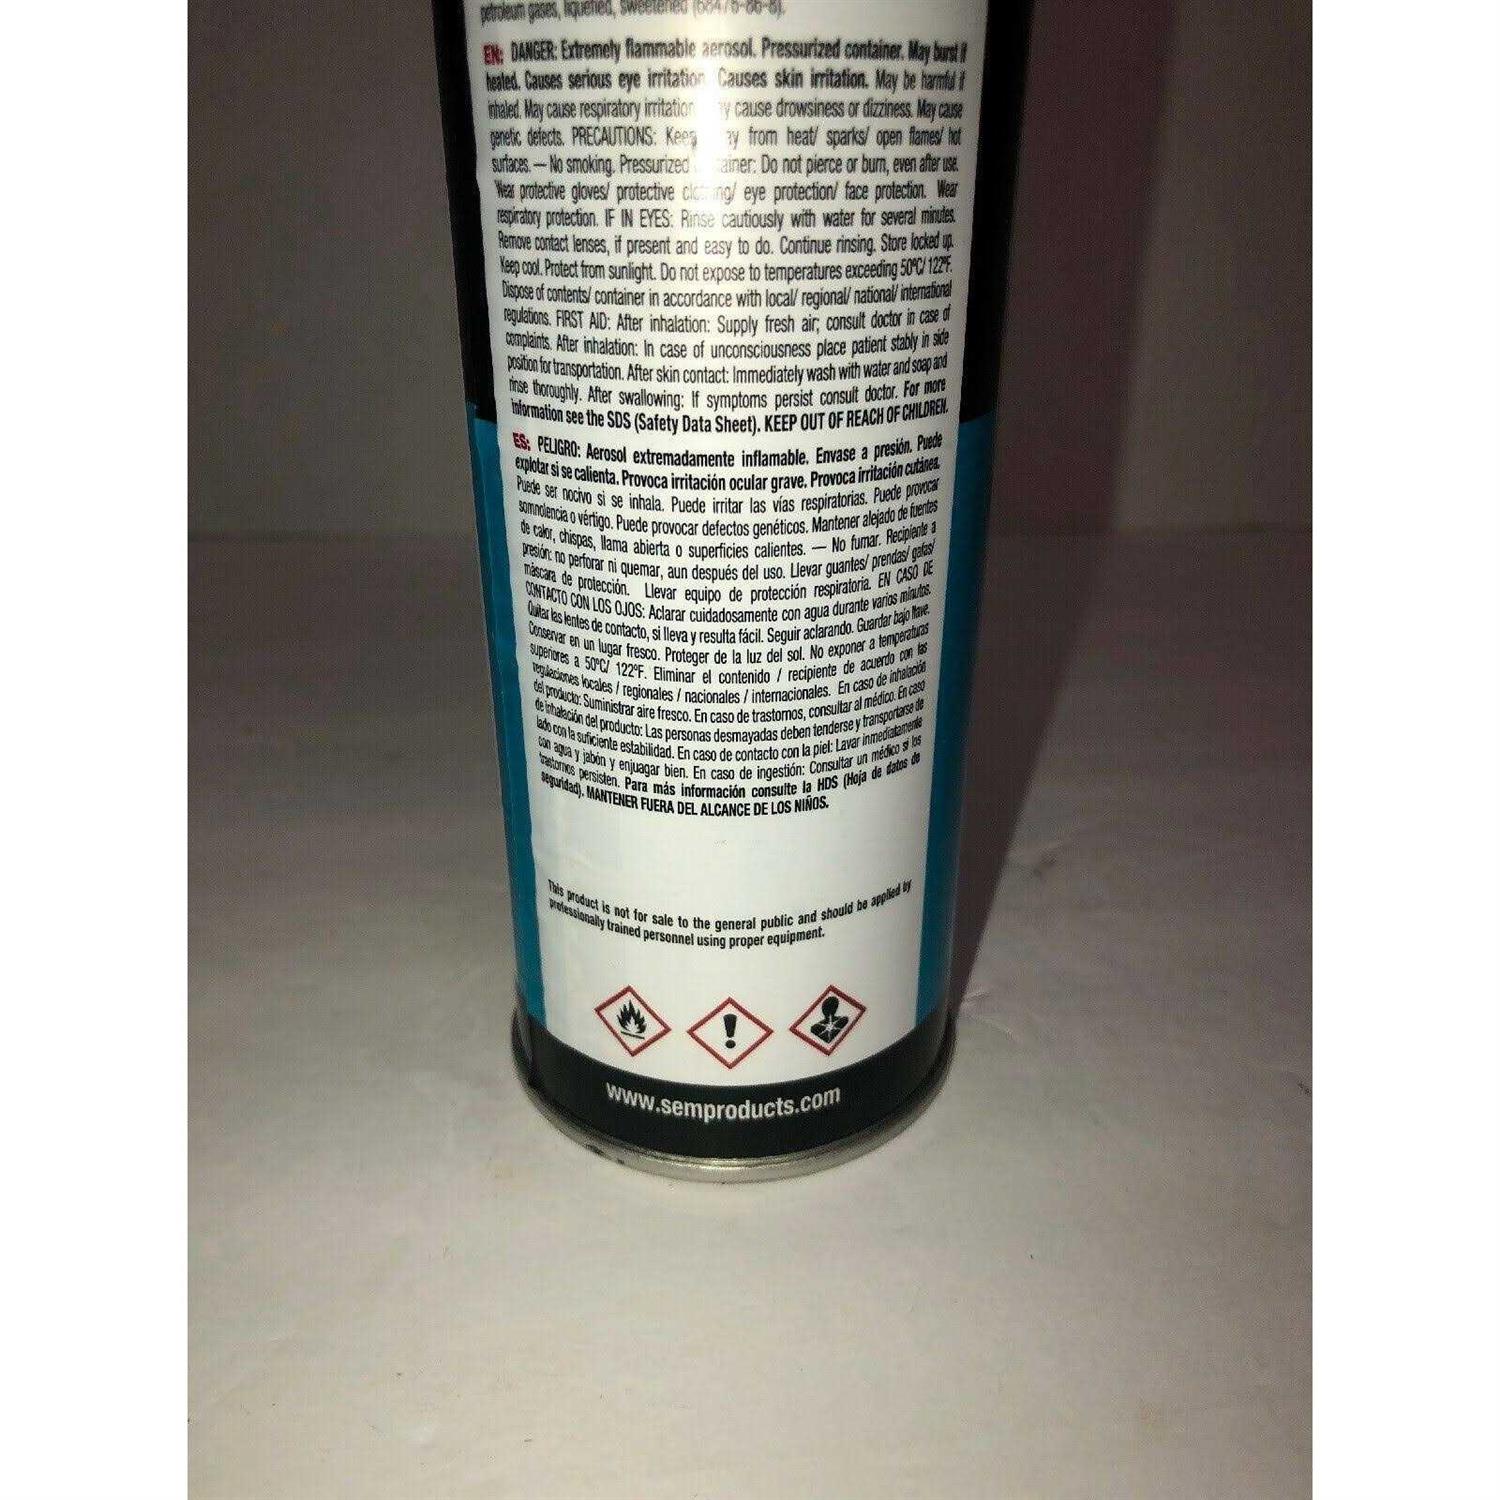 petroleum gases, liquefied, sweetened (68476-86-8).
EN: DANGER: Extremely flammable aerosol. Pressurized container. May burst if
heated. Causes serious eye irritation. Causes skin irritation. May be harmful if
inhaled. May cause respiratory irritation y cause drowsiness or dizziness. May cause
genetic defects. PRECAUTIONS: Keep ay from heat/ sparks/ open flames/ hot
surfaces. — No smoking. Pressurized ainer: Do not pierce or burn, even after use.
Wear protective gloves/ protective clothing/ eye protection/ face protection. Wear
respiratory protection. IF IN EYES: Rinse cautiously with water for several minutes.
Remove contact lenses, if present and easy to do. Continue rinsing. Store locked up.
Keep cool. Protect from sunlight. Do not expose to temperatures exceeding 50ºC/ 122ºF.
Dispose of contents/ container in accordance with local/ regional/ national/ international
regulations. FIRST AID: After inhalation: Supply fresh air; consult doctor in case of
complaints. After inhalation: In case of unconsciousness place patient stably in side
position for transportation. After skin contact: Immediately wash with water and soap and
rinse thoroughly. After swallowing: If symptoms persist consult doctor. For more
information see the SDS (Safety Data Sheet). KEEP OUT OF REACH OF CHILDREN.
ES: PELIGRO: Aerosol extremadamente inflamable. Envase a presión. Puede
explotar si se calienta. Provoca irritación ocular grave. Provoca irritación cutánea.
Puede ser nocivo si se inhala. Puede irritar las vías respiratorias. Puede provocar
somnolencia o vértigo. Puede provocar defectos genéticos. Mantener alejado de fuentes
de calor, chispas, llama abierta o superficies calientes. — No fumar. Recipiente a
presión: no perforar ni quemar, aun después del uso. Llevar guantes/ prendas/ gafas/
máscara de protección. Llevar equipo de protección respiratoria. EN CASO DE
CONTACTO CON LOS OJOS: Aclarar cuidadosamente con agua durante varios minutos.
Quitar las lentes de contacto, si lleva y resulta fácil. Seguir aclarando. Guardar bajo llave.
Conservar en un lugar fresco. Proteger de la luz del sol. No exponer a temperaturas
superiores a 50ºC/ 122ºF. Eliminar el contenido / recipiente de acuerdo con las
regulaciones locales / regionales / nacionales / internacionales. En caso de inhalación
del producto: Suministrar aire fresco. En caso de trastornos, consultar al médico. En caso
de inhalación del producto: Las personas desmayadas deben tenderse y transportarse de
lado con la suficiente estabilidad. En caso de contacto con la piel: Lavar inmediatamente
con agua y jabón y enjuagar bien. En caso de ingestión: Consultar un médico si los
trastornos persisten. Para más información consulte la HDS (Hoja de datos de
seguridad). MANTENER FUERA DEL ALCANCE DE LOS NIÑOS.
This product is not for sale to the general public and should be applied by
professionally trained personnel using proper equipment.
www.semproducts.com